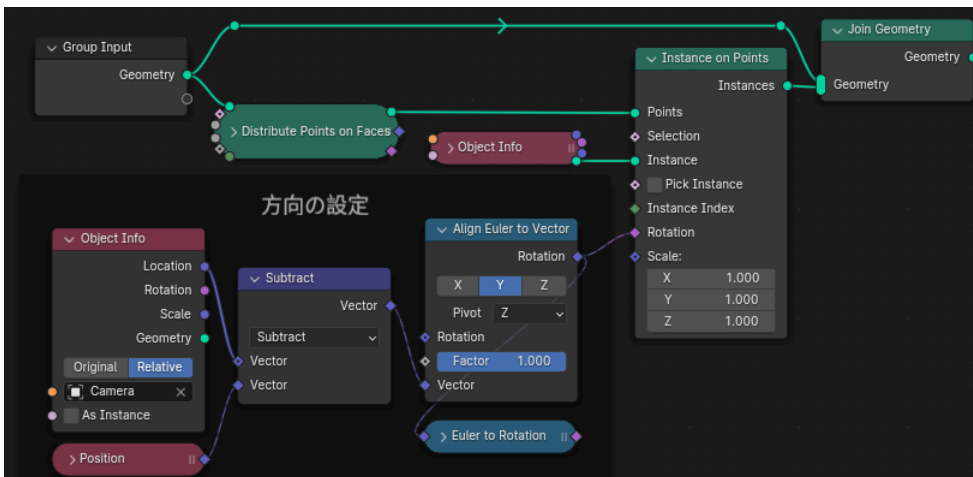 Group Input
Geometry
Distribute Points on Faces
Object Info
Instance on Points
Instances
Points
Selection
Instance
Pick Instance
Instance Index
Rotation
Scale:
X 1.000
Y 1.000
Z 1.000
Join Geometry
Geometry
Geometry
方向の設定
Object Info
Location
Rotation
Scale
Geometry
Original Relative
Camera
As Instance
Position
Subtract
Vector
Subtract
Vector
Vector
Align Euler to Vector
Rotation
X Y Z
Pivot Z
Rotation
Factor 1.000
Vector
Euler to Rotation